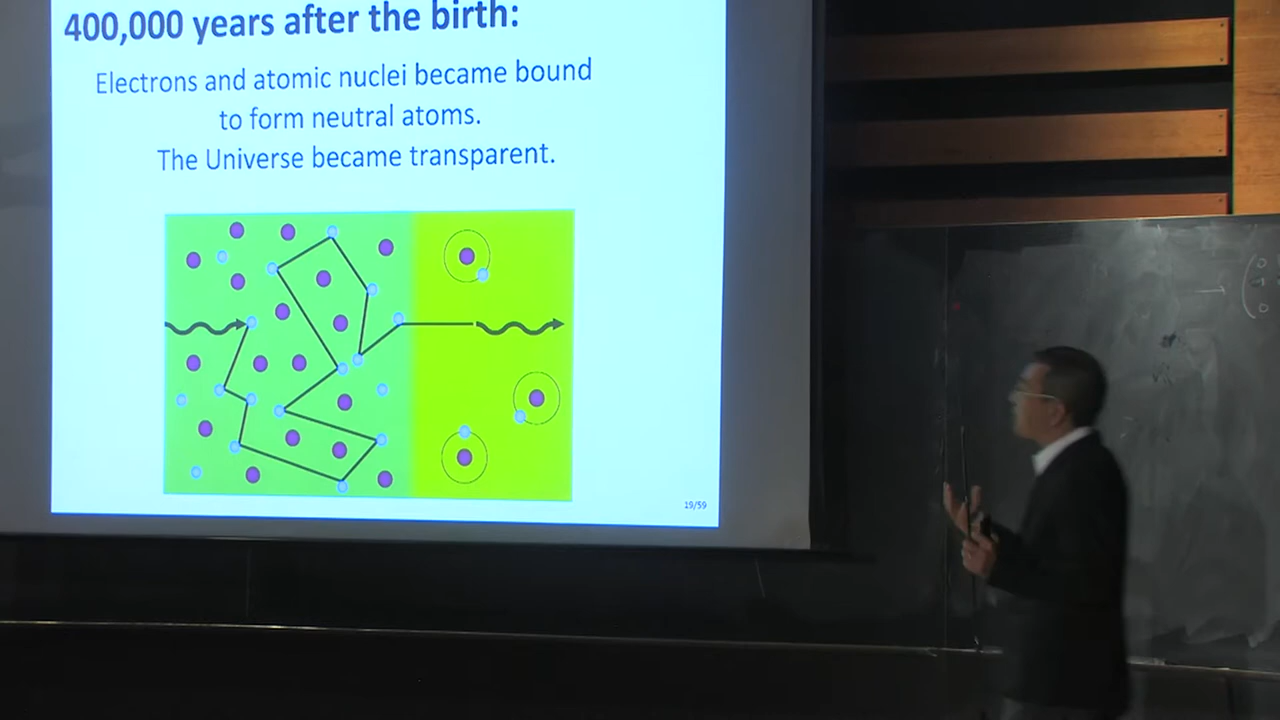 400,000 years after the birth:
Electrons and atomic nuclei became bound
to form neutral atoms.
The Universe became transparent.
19/59